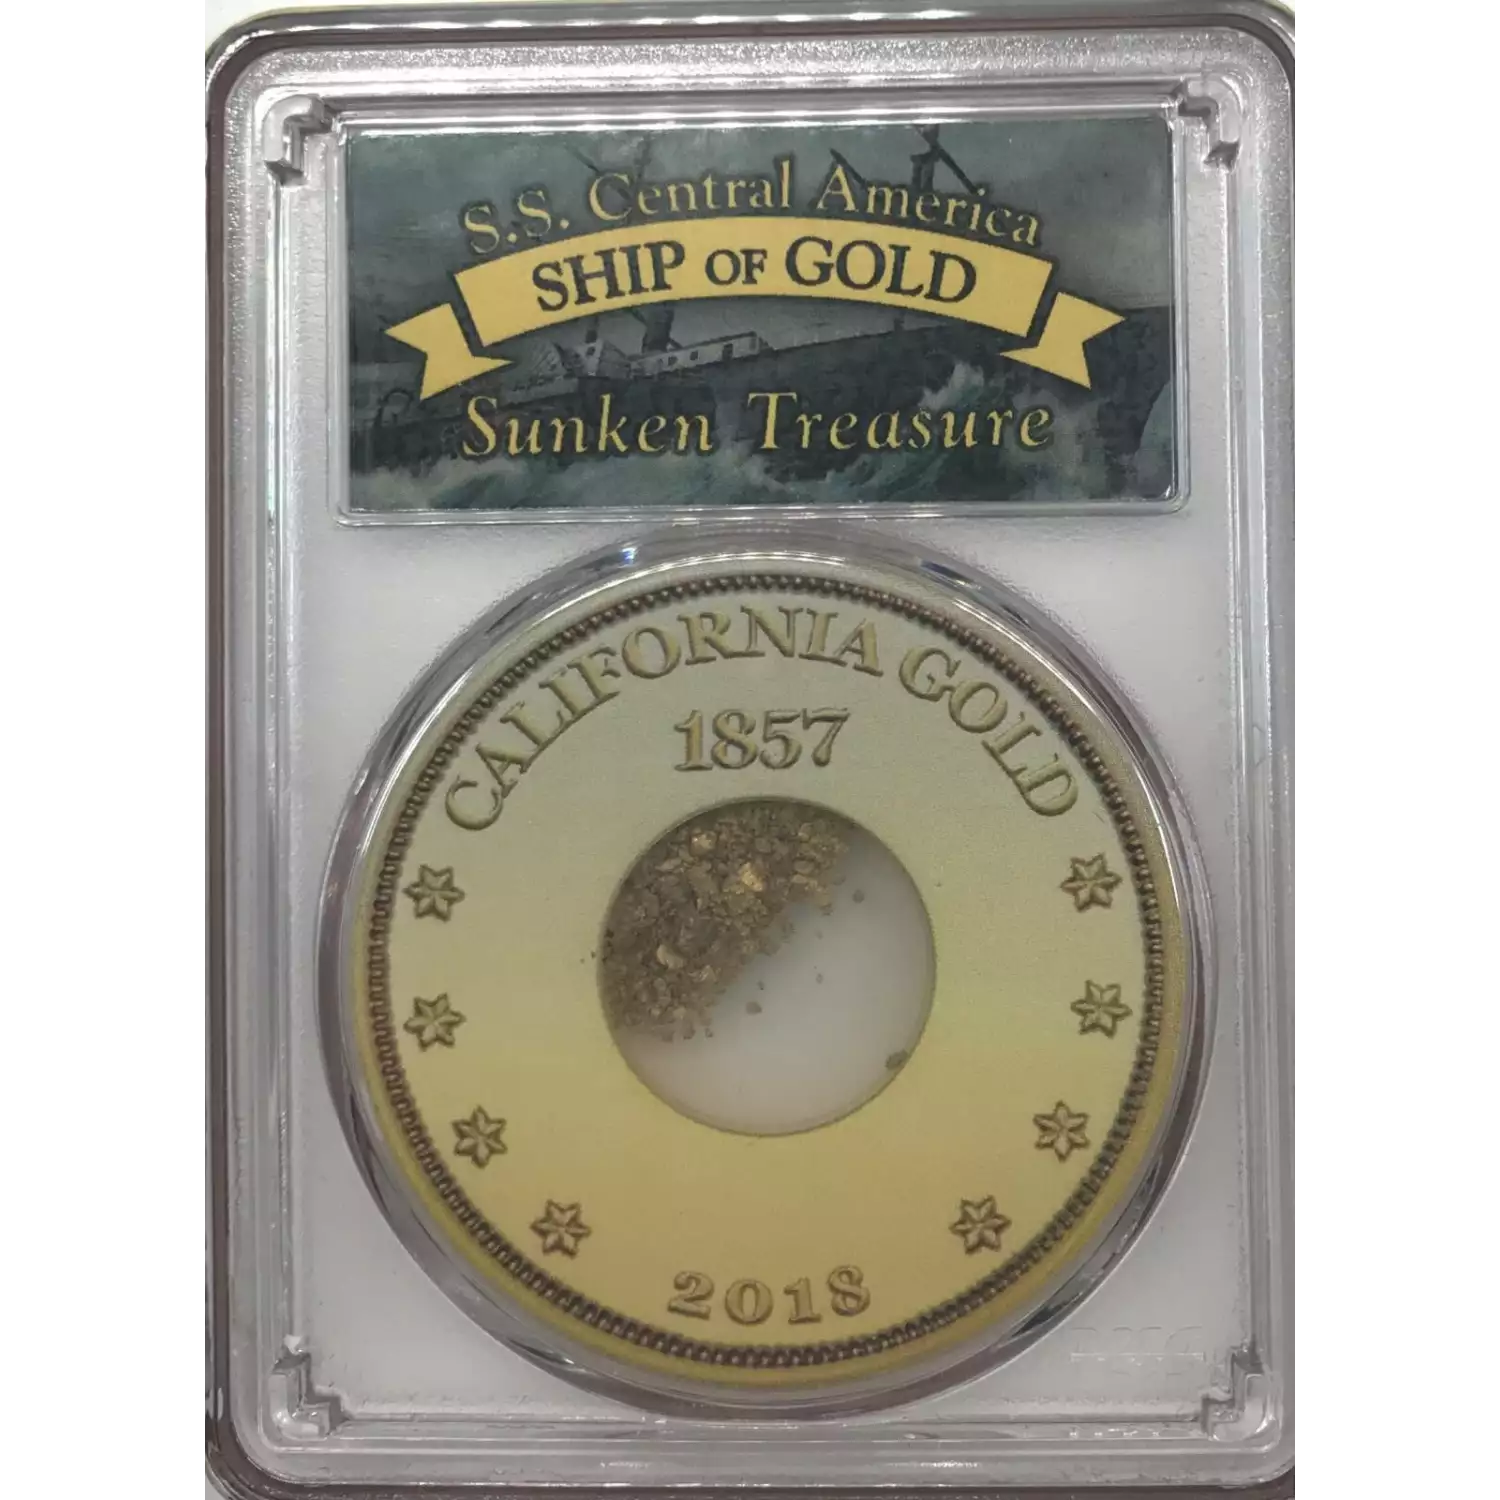 S.S. Central America
SHIP OF GOLD
Sunken Treasure
CALIFORNIA GOLD
1857
2018